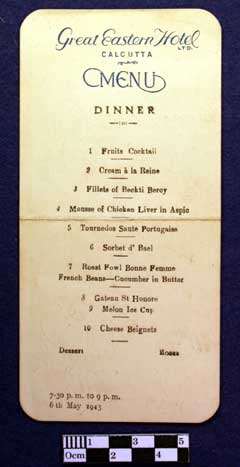 Great Eastern Hotel
LTD.
CALCUTTA
MENU
DINNER
1 Fruits Cocktail
2 Cream à la Reine
3 Fillets of Beckti Bercy
4 Mousse of Chicken Liver in Aspic
5 Tournedos Saute Portugaise
6 Sorbet d' Bael
7 Roast Fowl Bonne Femme
French Beans—Cucumber in Butter
8 Gateau St Honore
9 Melon Ice Cup
10 Cheese Beignets
Dessert
7-30 p. m. to 9 p. m.
6th May 1943
0cm 1 2 3 4 5